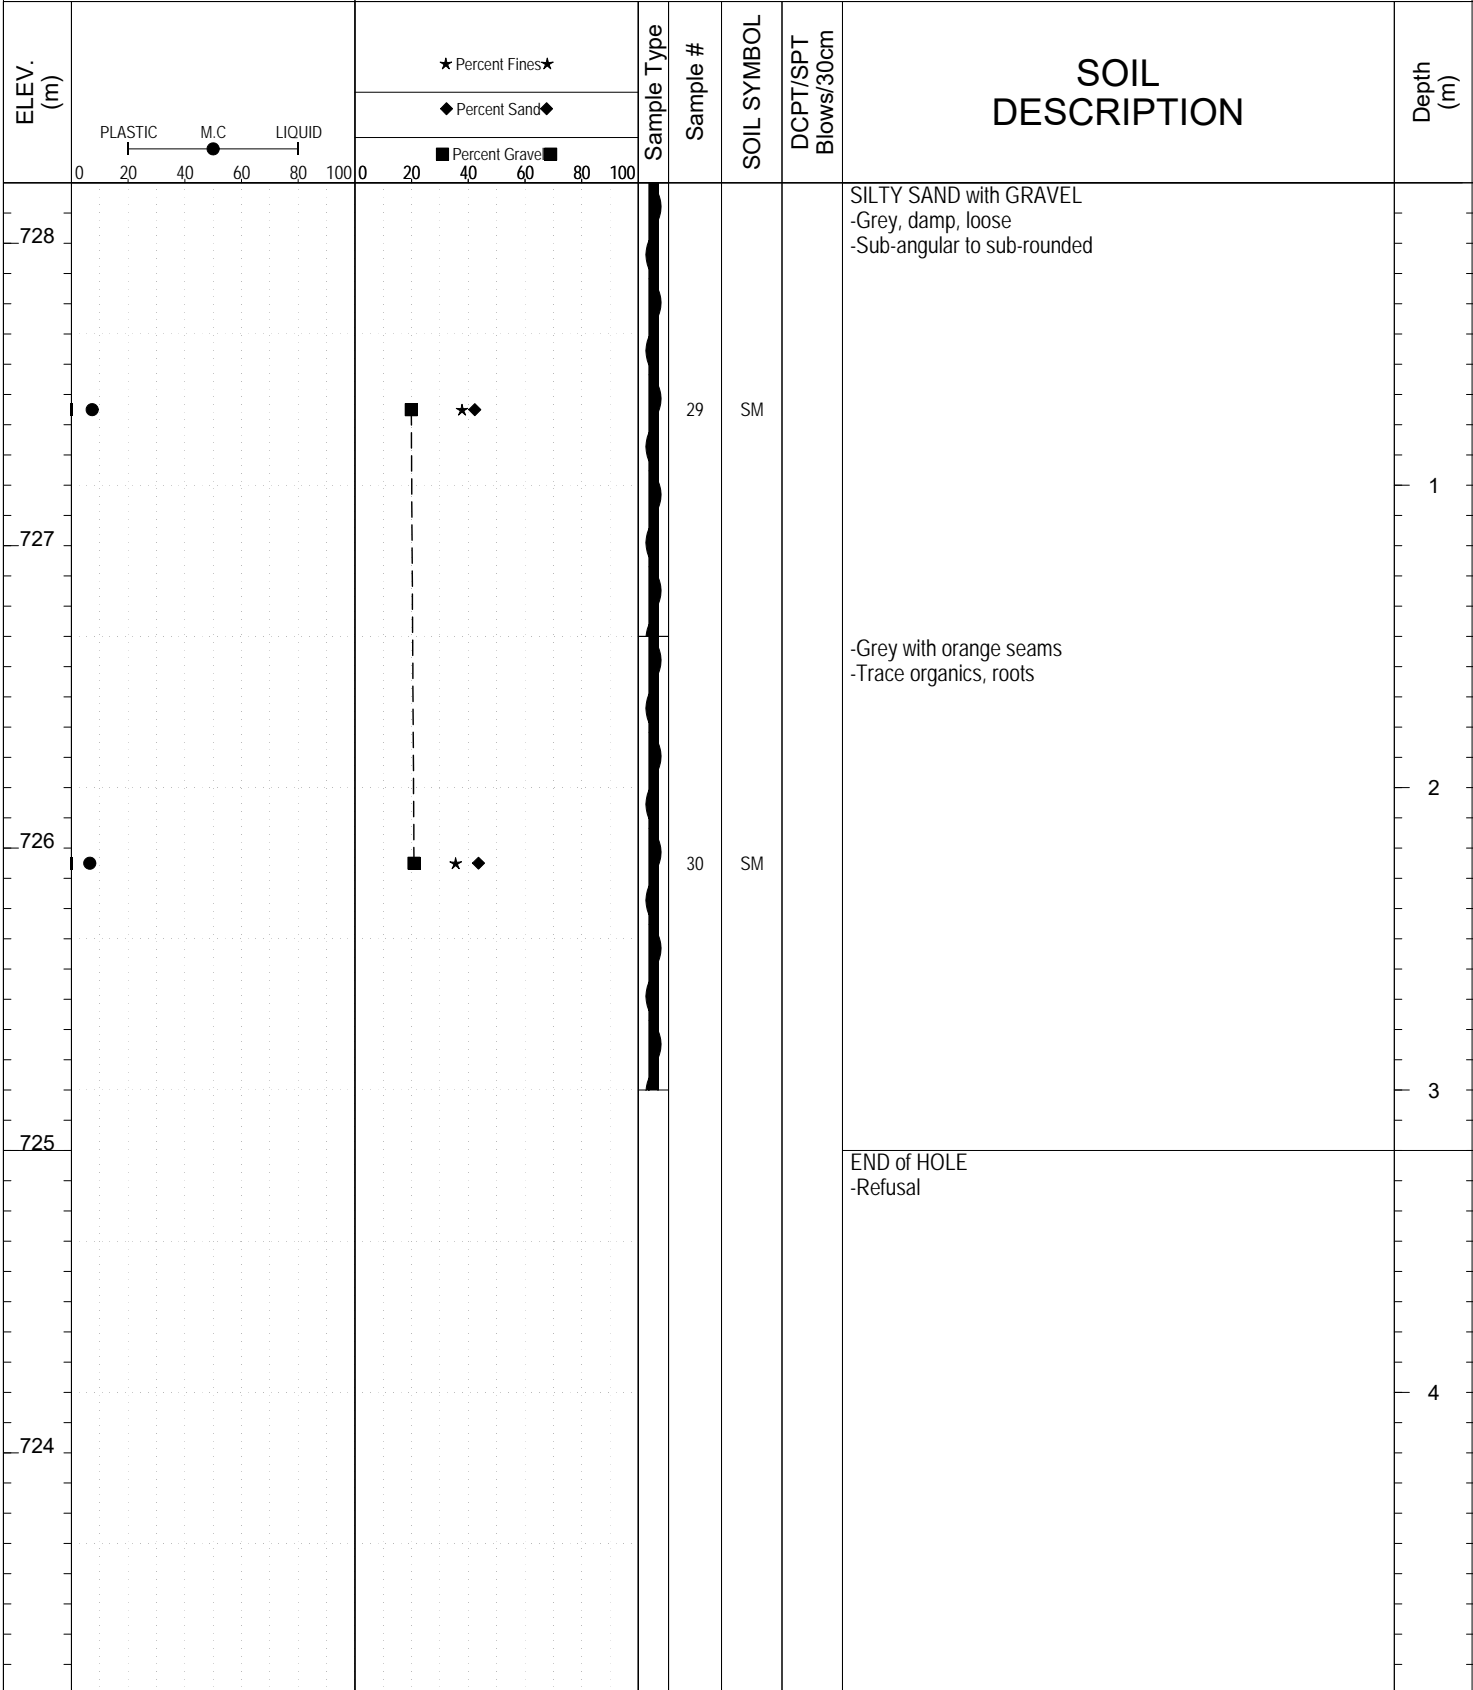 ELEV.
(m)
PLASTIC M.C LIQUID
0 20 40 60 80 100
★ Percent Fines ★
◆ Percent Sand ◆
■ Percent Gravel ■
0 20 40 60 80 100
Sample Type
Sample #
SOIL SYMBOL
DCPT/SPT
Blows/30cm
SOIL
DESCRIPTION
Depth
(m)
SILTY SAND with GRAVEL
-Grey, damp, loose
728
-Sub-angular to sub-rounded
29 SM
1
727
-Grey with orange seams
-Trace organics, roots
2
726
30 SM
3
725
END of HOLE
-Refusal
4
724